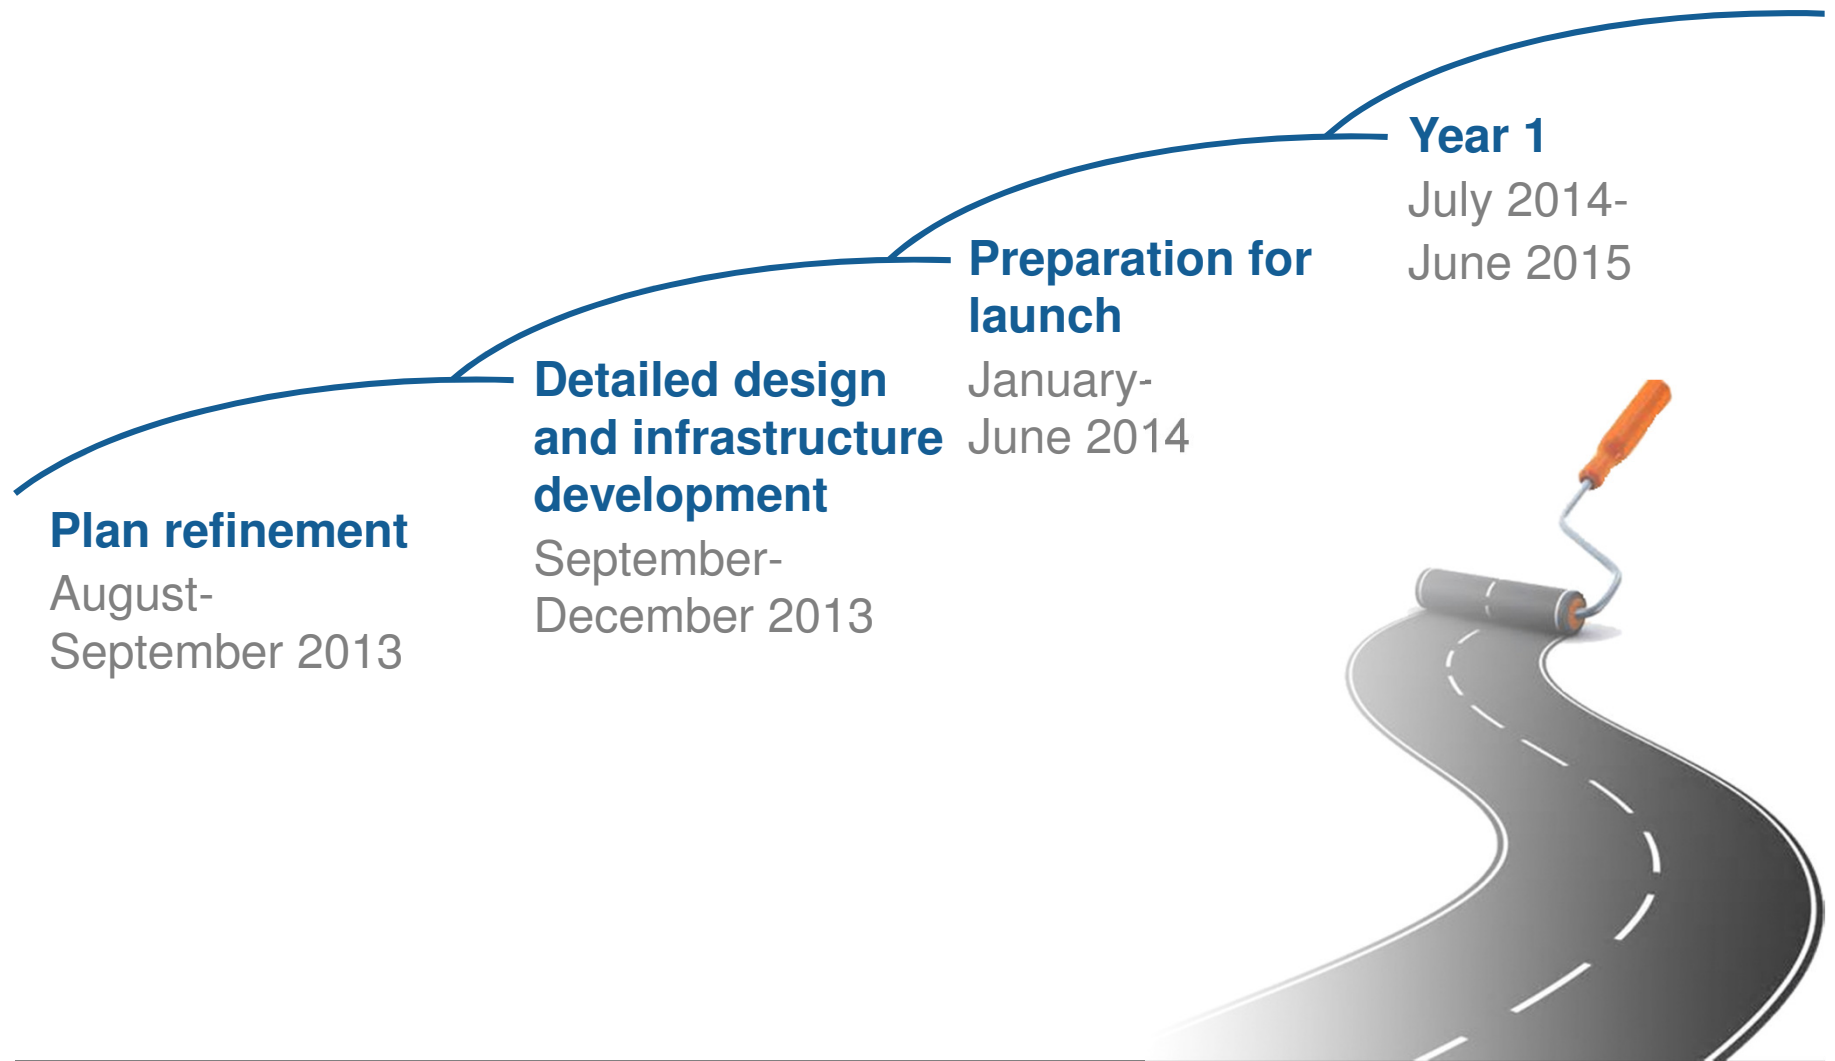 Plan refinement
August-
September 2013
Detailed design
and infrastructure
development
September-
December 2013
Preparation for
launch
January-
June 2014
Year 1
July 2014-
June 2015